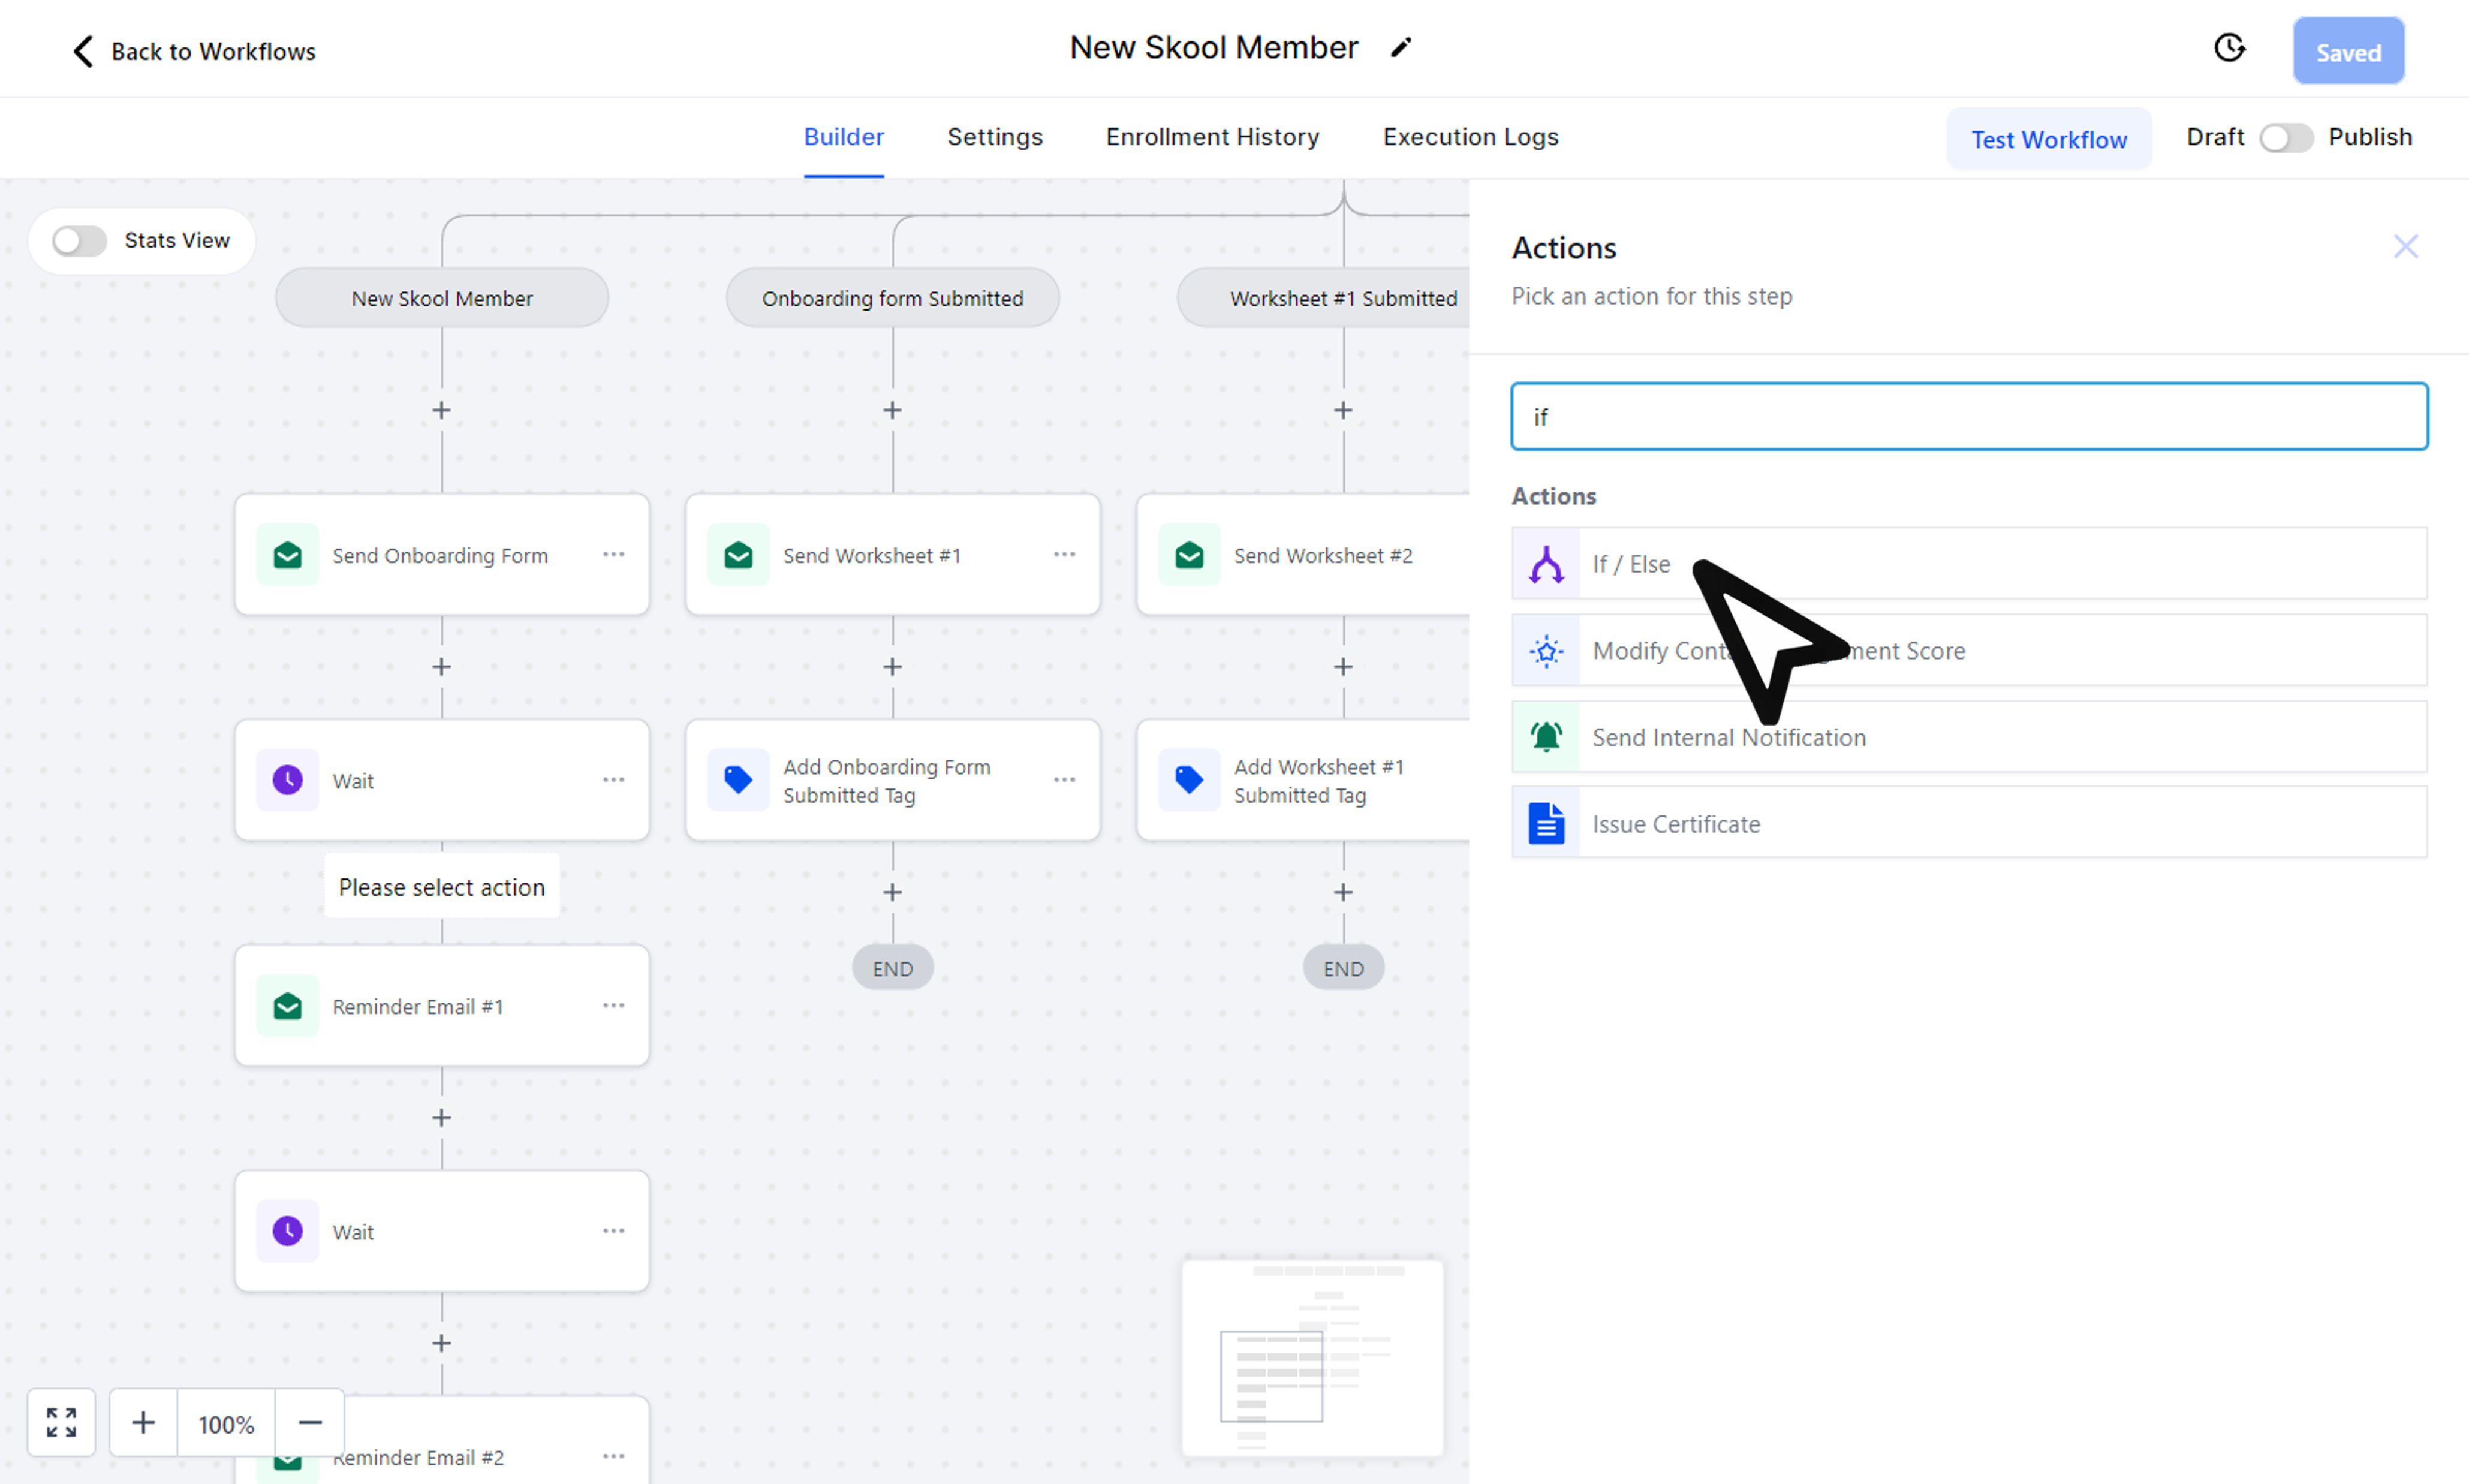 Back to Workflows
New Skool Member
Saved
Builder
Settings
Enrollment History
Execution Logs
Test Workflow
Draft
Publish
Stats View
New Skool Member
Onboarding form Submitted
Worksheet #1 Submitted
Send Onboarding Form
Send Worksheet #1
Send Worksheet #2
Wait
Add Onboarding Form
Submitted Tag
Add Worksheet #1
Submitted Tag
Please select action
Reminder Email #1
END
END
Wait
Reminder Email #2
100%
Actions
Pick an action for this step
if
Actions
If / Else
Modify Score
Send Internal Notification
Issue Certificate